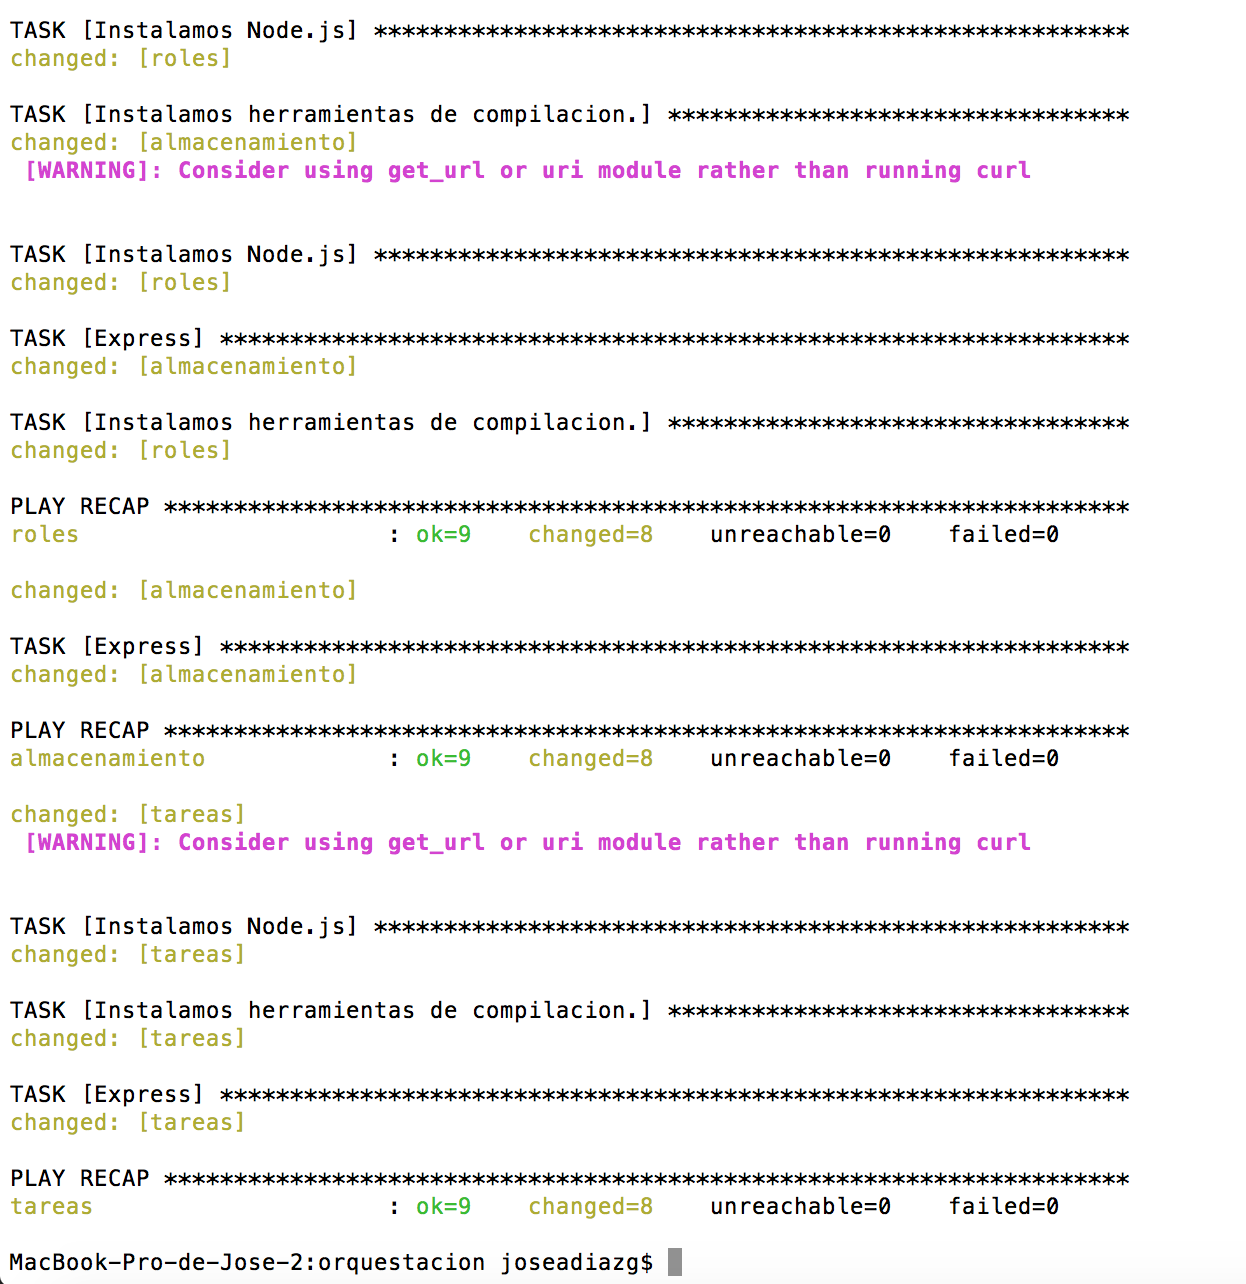 TASK [Instalamos Node.js] ******************************************************
changed: [roles]
TASK [Instalamos herramientas de compilacion.] *********************************
changed: [almacenamiento]
[WARNING]: Consider using get_url or uri module rather than running curl
TASK [Instalamos Node.js] ******************************************************
changed: [roles]
TASK [Express] *****************************************************************
changed: [almacenamiento]
TASK [Instalamos herramientas de compilacion.] *********************************
changed: [roles]
PLAY RECAP *********************************************************************
roles                      : ok=9    changed=8    unreachable=0    failed=0
changed: [almacenamiento]
TASK [Express] *****************************************************************
changed: [almacenamiento]
PLAY RECAP *********************************************************************
almacenamiento             : ok=9    changed=8    unreachable=0    failed=0
changed: [tareas]
[WARNING]: Consider using get_url or uri module rather than running curl
TASK [Instalamos Node.js] ******************************************************
changed: [tareas]
TASK [Instalamos herramientas de compilacion.] *********************************
changed: [tareas]
TASK [Express] *****************************************************************
changed: [tareas]
PLAY RECAP *********************************************************************
tareas                     : ok=9    changed=8    unreachable=0    failed=0
MacBook-Pro-de-Jose-2:orquestacion joseadiazg$